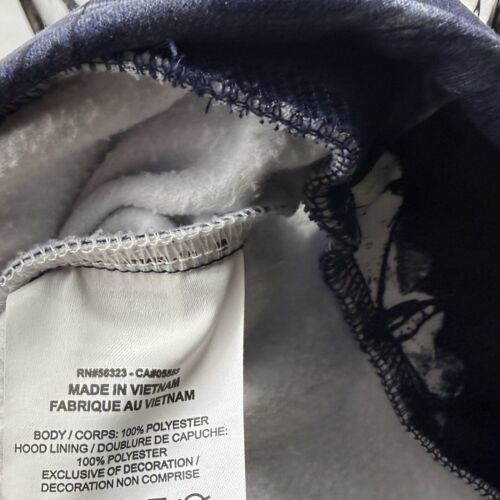 RN#56323 - CA#05553
MADE IN VIETNAM
FABRIQUE AU VIETNAM
BODY / CORPS: 100% POLYESTER
HOOD LINING / DOUBLURE DE CAPUCHE:
100% POLYESTER
EXCLUSIVE OF DECORATION /
DECORATION NON COMPRISE